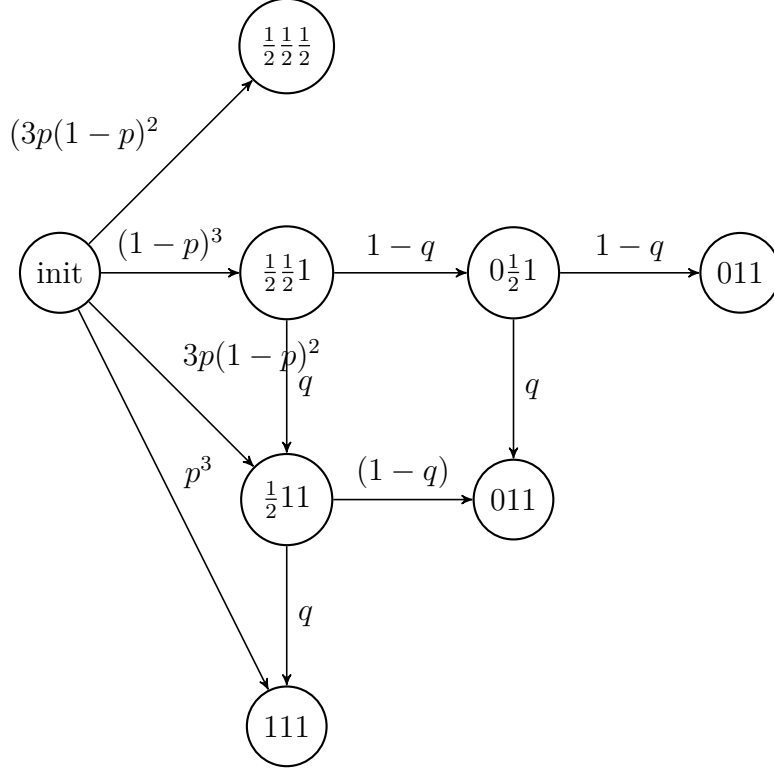 ½½½
(3p(1 − p)²
init
(1 − p)³
½½1
1 − q
0½1
1 − q
011
3p(1 − p)²
q
q
p³
½11
(1 − q)
011
q
111